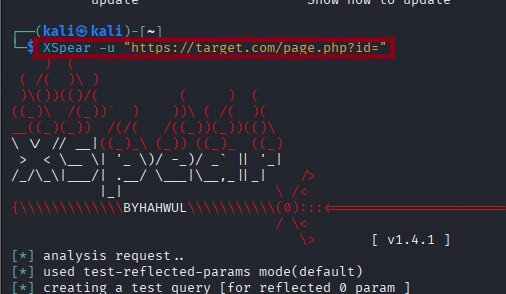 update                    Show how to update
┌──(kali㉿kali)-[~]
└─$ XSpear -u "https://target.com/page.php?id="
    )  (
 ( /(  )\ )
 )\())(()/(          (      )  (
((_)\  /(_))`  )    ))\ ( /(  )(
__((_)(_))  /(/(   /((_))(_))(()\
\ \/ // __|((_)_\ (_)) ((_)_  ((_)
 >  < \__ \| '_ \)/ -_)/ _` || '_|
/_/\_\|___/| .__/ \___|\__,_||_|    />
           |_|                   \ /<
{\\\\\\\\\\\\\BYHAHWUL\\\\\\\\\\\(0):::<======================
                                 / \<
                                    \>       [ v1.4.1 ]
[*] analysis request..
[*] used test-reflected-params mode(default)
[*] creating a test query [for reflected 0 param ]